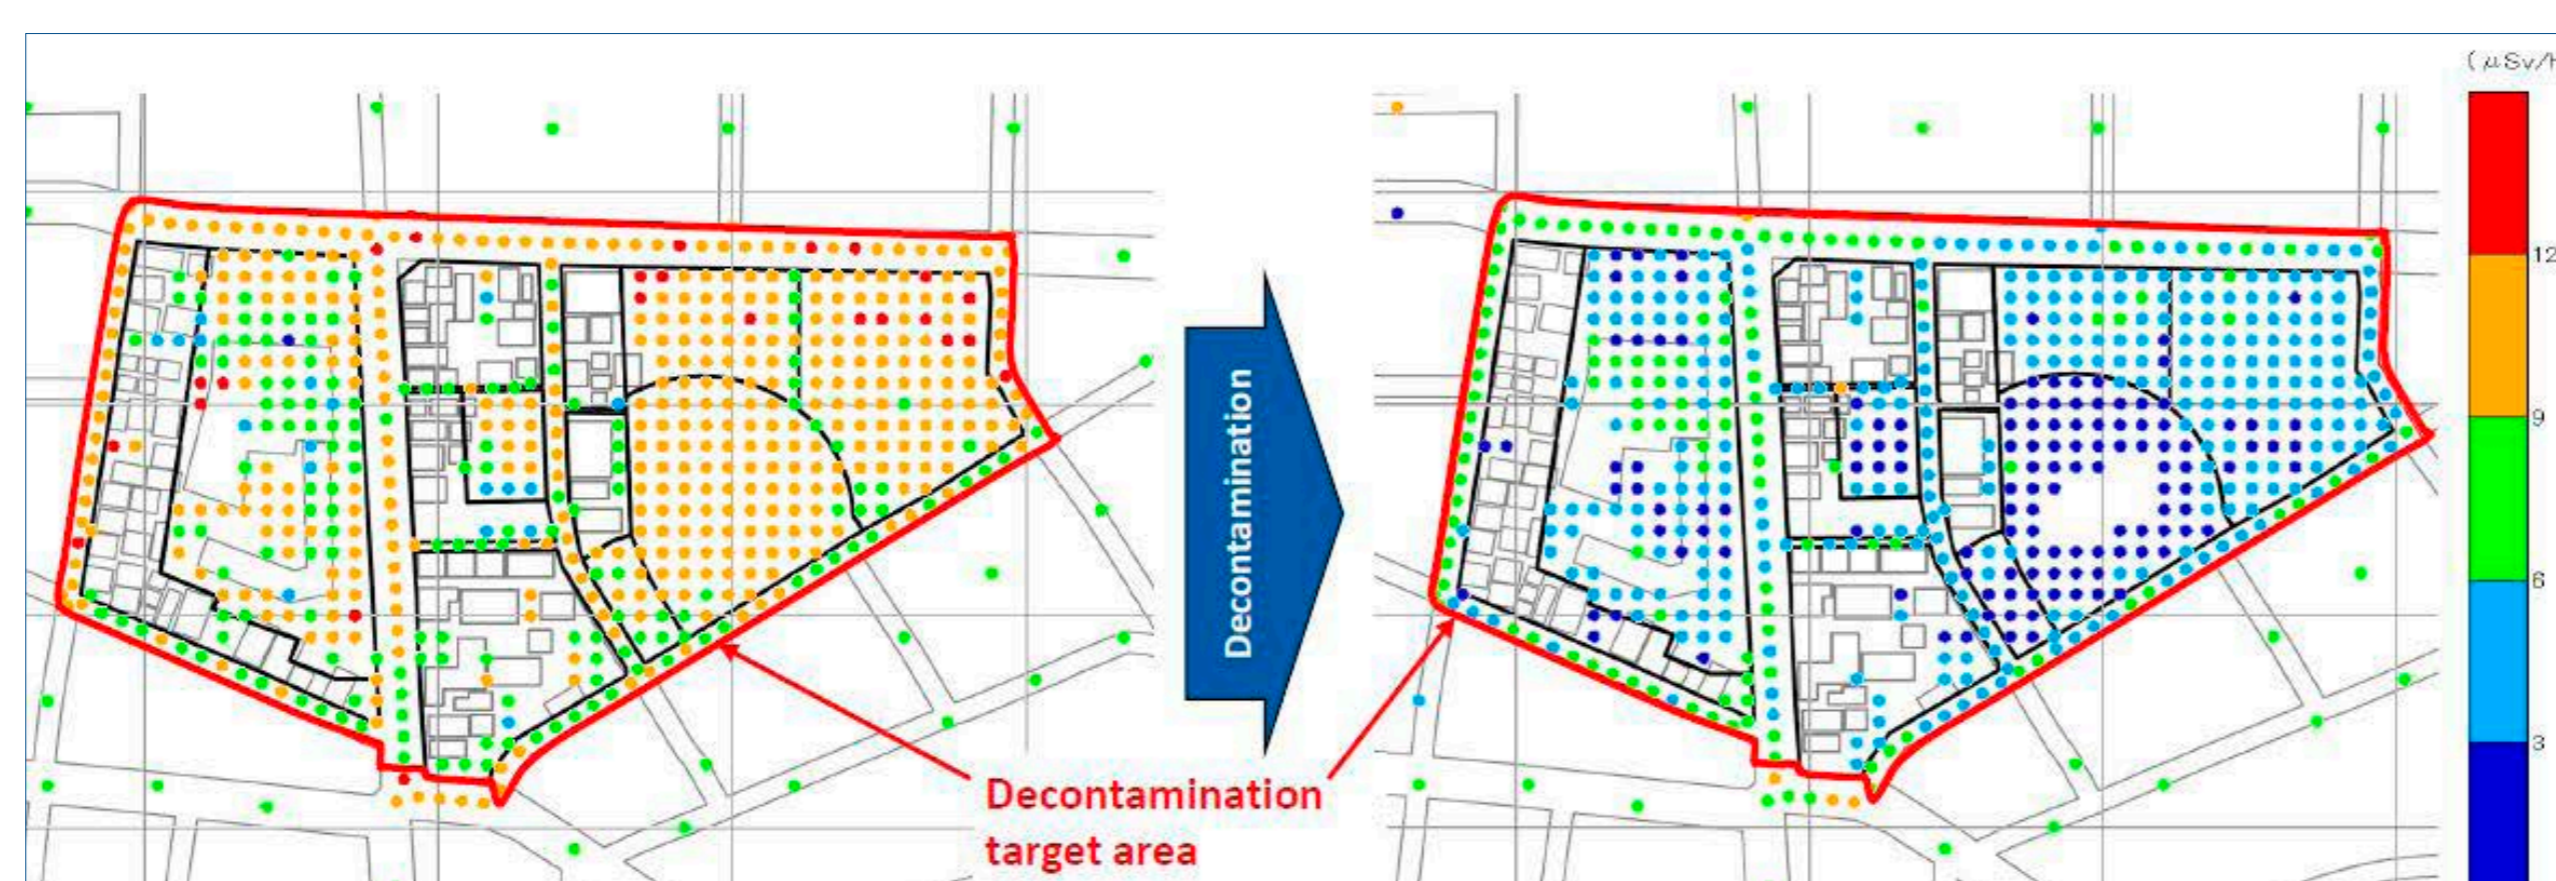 (μSv/h
12
9
6
3
Decontamination
Decontamination
target area